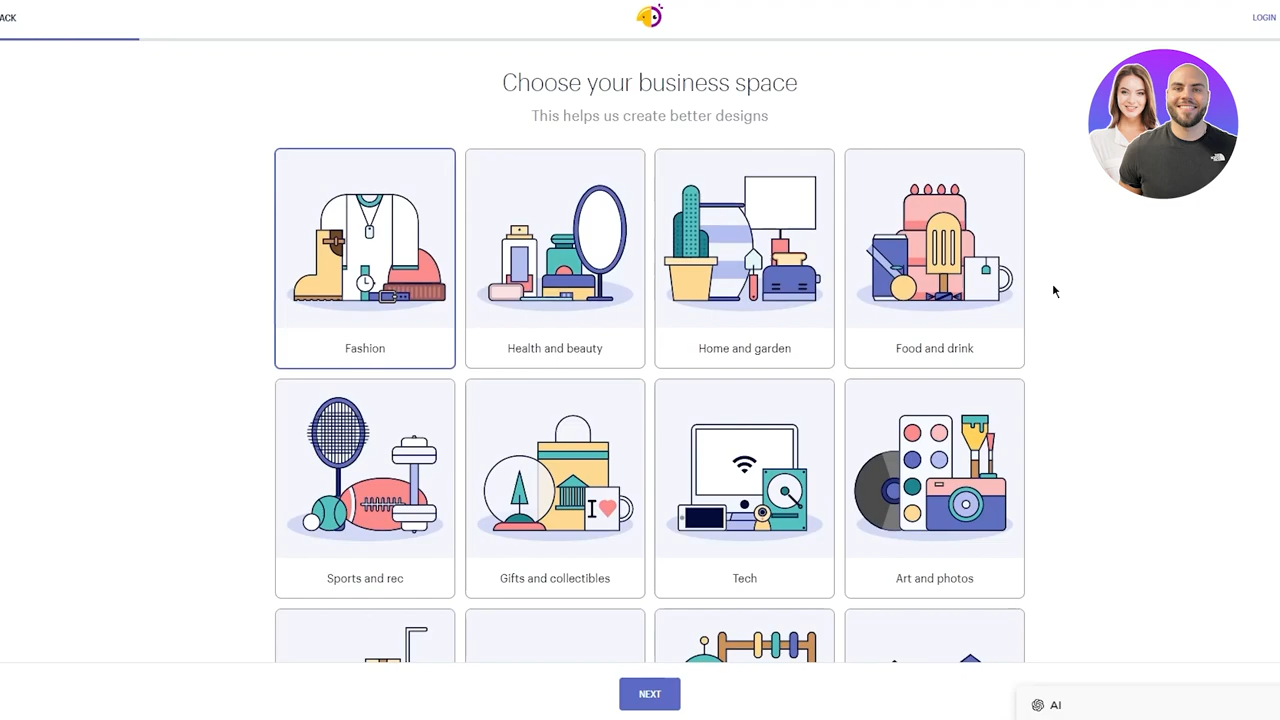 ACK
LOGIN
Choose your business space
This helps us create better designs
Fashion
Health and beauty
Home and garden
Food and drink
I
Sports and rec
Gifts and collectibles
Tech
Art and photos
NEXT
AI